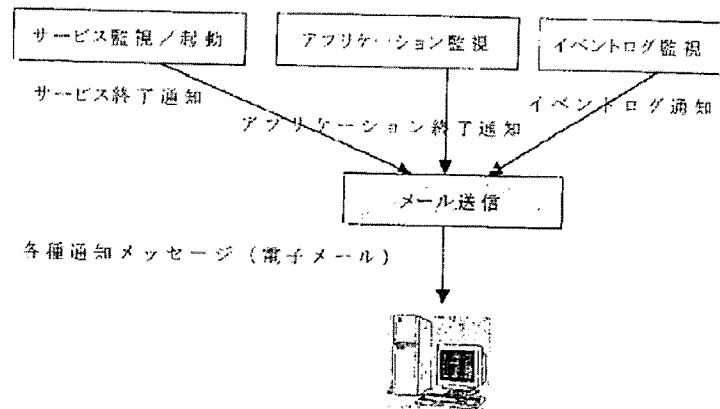 サービス監視／起動
アプリケーション監視
イベントログ監視
サービス終了通知
アプリケーション終了通知
イベントログ通知
メール送信
各種通知メッセージ（電子メール）